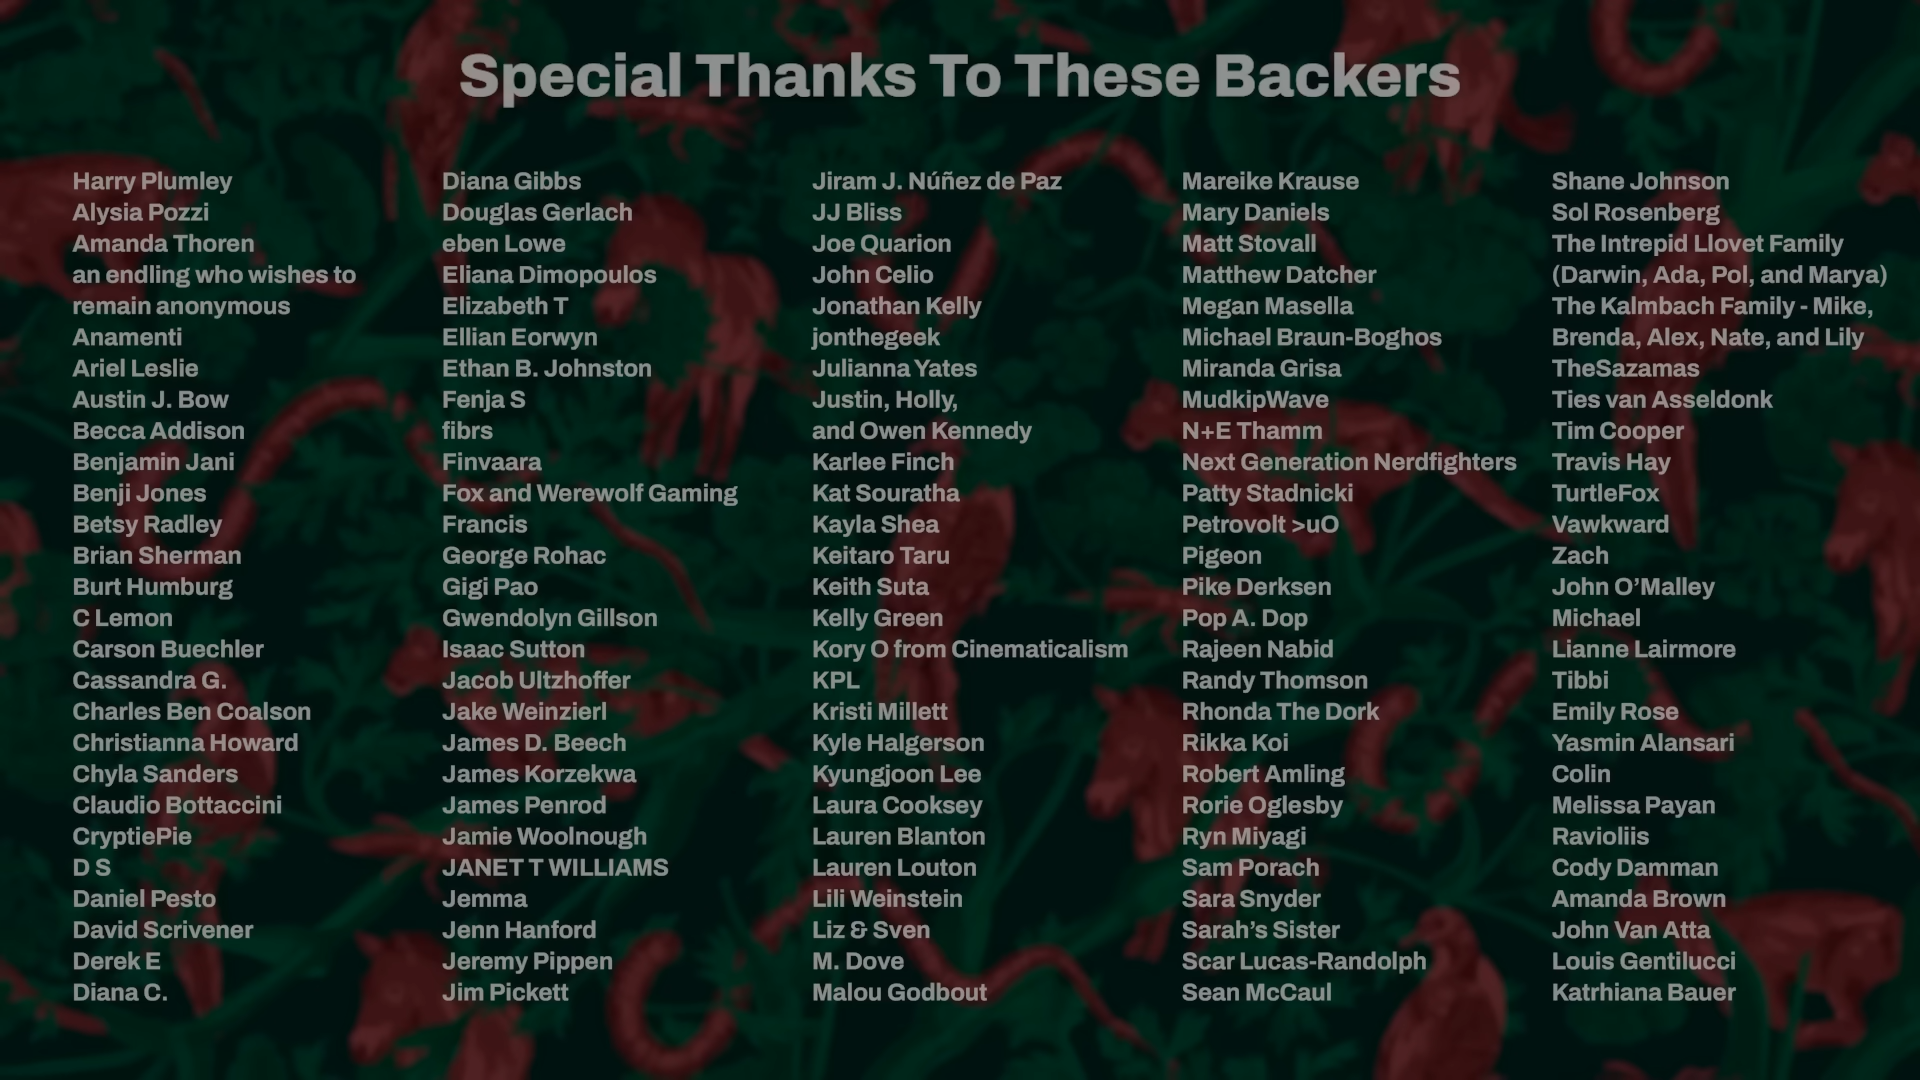 Special Thanks To These Backers
Harry Plumley
Alysia Pozzi
Amanda Thoren
an endling who wishes to
remain anonymous
Anamenti
Ariel Leslie
Austin J. Bow
Becca Addison
Benjamin Jani
Benji Jones
Betsy Radley
Brian Sherman
Burt Humburg
C Lemon
Carson Buechler
Cassandra G.
Charles Ben Coalson
Christianna Howard
Chyla Sanders
Claudio Bottaccini
CryptiePie
D S
Daniel Pesto
David Scrivener
Derek E
Diana C.
Diana Gibbs
Douglas Gerlach
eben Lowe
Eliana Dimopoulos
Elizabeth T
Ellian Eorwyn
Ethan B. Johnston
Fenja S
fibrs
Finvaara
Fox and Werewolf Gaming
Francis
George Rohac
Gigi Pao
Gwendolyn Gillson
Isaac Sutton
Jacob Ultzhoffer
Jake Weinzierl
James D. Beech
James Korzekwa
James Penrod
Jamie Woolnough
JANET T WILLIAMS
Jemma
Jenn Hanford
Jeremy Pippen
Jim Pickett
Jiram J. Núñez de Paz
JJ Bliss
Joe Quarion
John Celio
Jonathan Kelly
jonthegeek
Julianna Yates
Justin, Holly,
and Owen Kennedy
Karlee Finch
Kat Souratha
Kayla Shea
Keitaro Taru
Keith Suta
Kelly Green
Kory O from Cinematicalism
KPL
Kristi Millett
Kyle Halgerson
Kyungjoon Lee
Laura Cooksey
Lauren Blanton
Lauren Louton
Lili Weinstein
Liz & Sven
M. Dove
Malou Godbout
Mareike Krause
Mary Daniels
Matt Stovall
Matthew Datcher
Megan Masella
Michael Braun-Boghos
Miranda Grisa
MudkipWave
N+E Thamm
Next Generation Nerdfighters
Patty Stadnicki
Petrovolt >uO
Pigeon
Pike Derksen
Pop A. Dop
Rajeen Nabid
Randy Thomson
Rhonda The Dork
Rikka Koi
Robert Amling
Rorie Oglesby
Ryn Miyagi
Sam Porach
Sara Snyder
Sarah’s Sister
Scar Lucas-Randolph
Sean McCaul
Shane Johnson
Sol Rosenberg
The Intrepid Llovet Family
(Darwin, Ada, Pol, and Marya)
The Kalmbach Family - Mike,
Brenda, Alex, Nate, and Lily
TheSazamas
Ties van Asseldonk
Tim Cooper
Travis Hay
TurtleFox
Vawkward
Zach
John O’Malley
Michael
Lianne Lairmore
Tibbi
Emily Rose
Yasmin Alansari
Colin
Melissa Payan
Ravioliis
Cody Damman
Amanda Brown
John Van Atta
Louis Gentilucci
Katrhiana Bauer